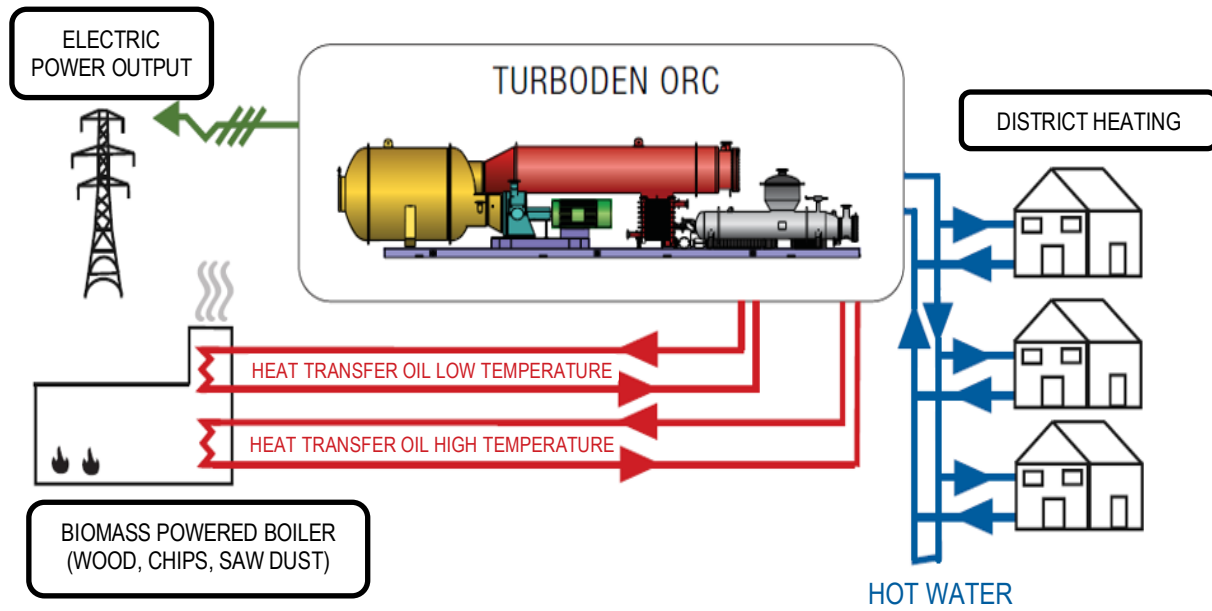 ELECTRIC
POWER OUTPUT
TURBODEN ORC
DISTRICT HEATING
HEAT TRANSFER OIL LOW TEMPERATURE
HEAT TRANSFER OIL HIGH TEMPERATURE
BIOMASS POWERED BOILER
(WOOD, CHIPS, SAW DUST)
HOT WATER